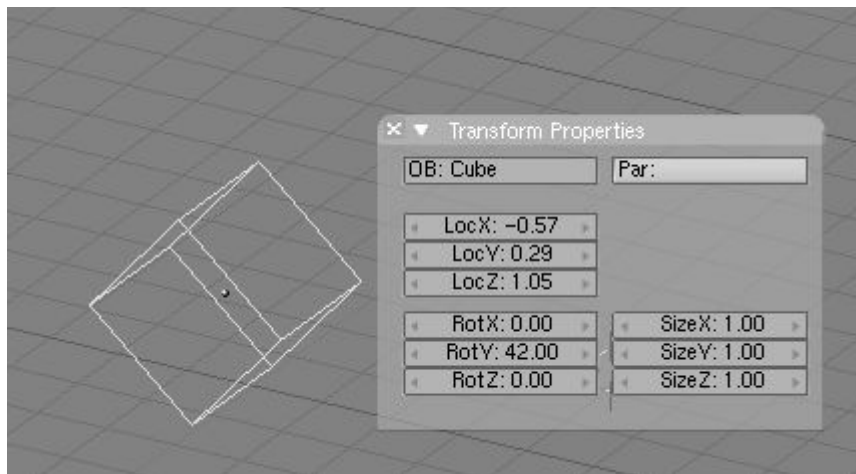 Transform Properties
OB: Cube
Par:
LocX: -0.57
LocY: 0.29
LocZ: 1.05
RotX: 0.00
SizeX: 1.00
RotY: 42.00
SizeY: 1.00
RotZ: 0.00
SizeZ: 1.00